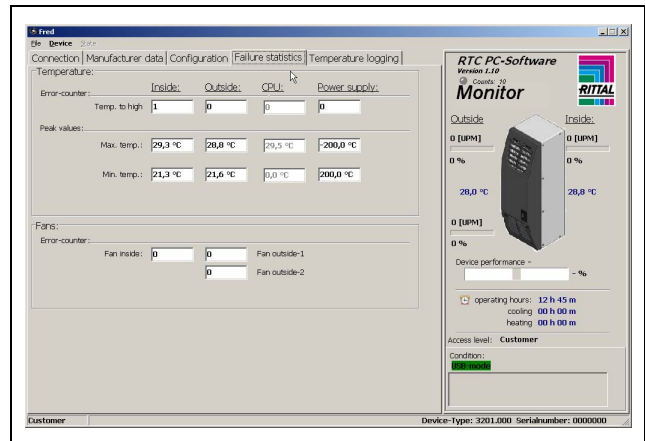 Fred
File Device State
Connection Manufacturer data Configuration Failure statistics Temperature logging
Temperature:
Inside: Outside: CPU: Power supply:
Error-counter:
Temp. to high 1 0 0 0
Peak values:
Max. temp.: 29,3 °C 28,8 °C 29,5 °C -200,0 °C
Min. temp.: 21,3 °C 21,6 °C 0,0 °C 200,0 °C
Fans:
Error-counter:
Fan inside: 0 0 Fan outside-1
0 Fan outside-2
RTC PC-Software
Version 1.10
Counts: 10
Monitor
RITTAL
Outside Inside:
0 [UPM] 0 [UPM]
0 % 0 %
28,0 °C 28,8 °C
0 [UPM]
0 %
Device performance -
- %
operating hours: 12 h 45 m
cooling 00 h 00 m
heating 00 h 00 m
Access level: Customer
Condition:
USB-mode
Customer Device-Type: 3201.000 Serialnumber: 0000000